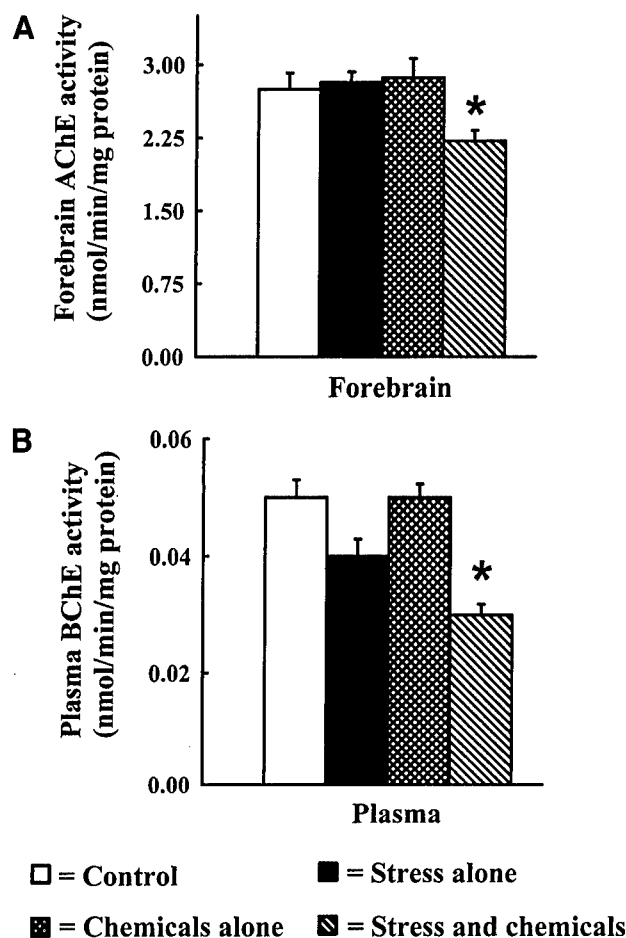 A
Forebrain AChE activity
(nmol/min/mg protein)
3.00
2.25
1.50
0.75
0.00
*
Forebrain
B
Plasma BChE activity
(nmol/min/mg protein)
0.06
0.04
0.02
0.00
*
Plasma
= Control
= Stress alone
= Chemicals alone
= Stress and chemicals